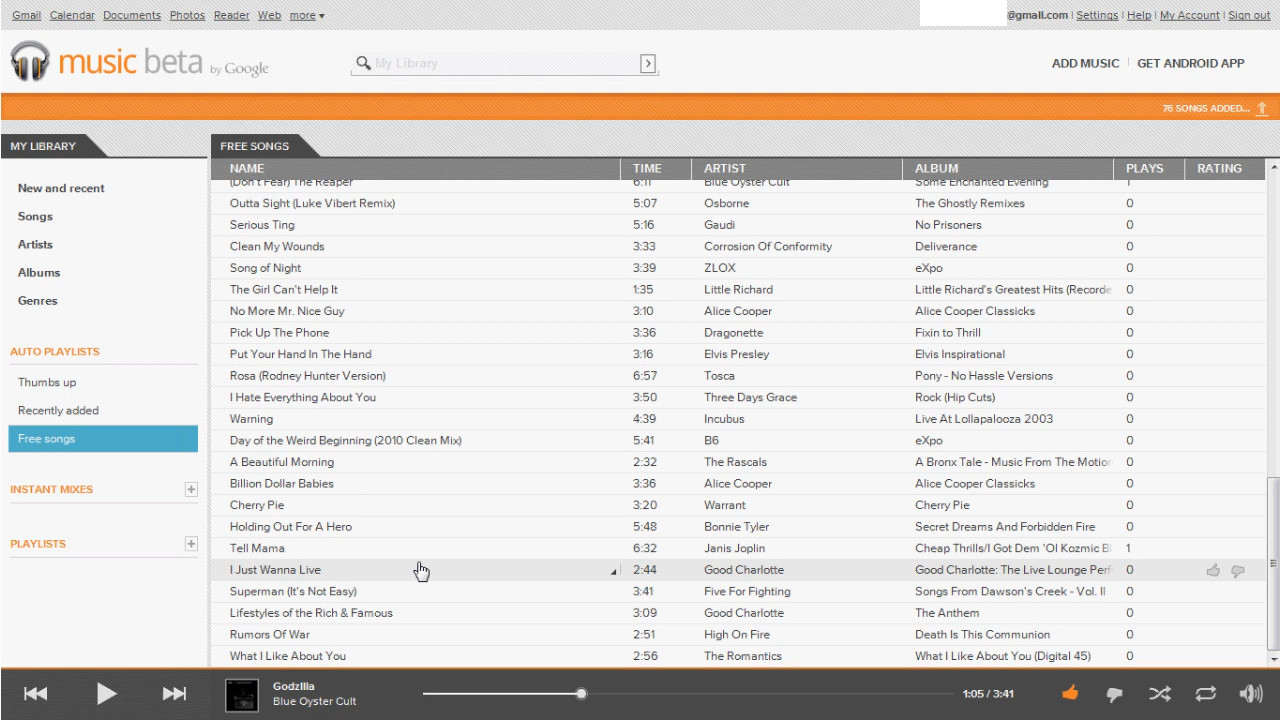 Gmail Calendar Documents Photos Reader Web more ▾ @gmail.com | Settings | Help | My Account | Sign out
music beta by Google My Library ADD MUSIC GET ANDROID APP
76 SONGS ADDED...
MY LIBRARY FREE SONGS
NAME TIME ARTIST ALBUM PLAYS RATING
(Don't Fear) The Reaper 6:11 Blue Oyster Cult Some Enchanted Evening 1
New and recent
Outta Sight (Luke Vibert Remix) 5:07 Osborne The Ghostly Remixes 0
Songs
Serious Ting 5:16 Gaudi No Prisoners 0
Artists
Clean My Wounds 3:33 Corrosion Of Conformity Deliverance 0
Albums
Song of Night 3:39 ZLOX eXpo 0
Genres
The Girl Can't Help It 1:35 Little Richard Little Richard's Greatest Hits (Recorde 0
No More Mr. Nice Guy 3:10 Alice Cooper Alice Cooper Classicks 0
Pick Up The Phone 3:36 Dragonette Fixin to Thrill 0
AUTO PLAYLISTS
Put Your Hand In The Hand 3:16 Elvis Presley Elvis Inspirational 0
Thumbs up
Rosa (Rodney Hunter Version) 6:57 Tosca Pony - No Hassle Versions 0
I Hate Everything About You 3:50 Three Days Grace Rock (Hip Cuts) 0
Recently added
Warning 4:39 Incubus Live At Lollapalooza 2003 0
Free songs
Day of the Weird Beginning (2010 Clean Mix) 5:41 B6 eXpo 0
A Beautiful Morning 2:32 The Rascals A Bronx Tale - Music From The Motion 0
INSTANT MIXES
Billion Dollar Babies 3:36 Alice Cooper Alice Cooper Classicks 0
Cherry Pie 3:20 Warrant Cherry Pie 0
Holding Out For A Hero 5:48 Bonnie Tyler Secret Dreams And Forbidden Fire 0
PLAYLISTS
Tell Mama 6:32 Janis Joplin Cheap Thrills/I Got Dem 'Ol Kozmic Bl 1
I Just Wanna Live 2:44 Good Charlotte Good Charlotte: The Live Lounge Perf 0
Superman (It's Not Easy) 3:41 Five For Fighting Songs From Dawson's Creek - Vol. II 0
Lifestyles of the Rich & Famous 3:09 Good Charlotte The Anthem 0
Rumors Of War 2:51 High On Fire Death Is This Communion 0
What I Like About You 2:56 The Romantics What I Like About You (Digital 45) 0
Godzilla
Blue Oyster Cult
1:05 / 3:41